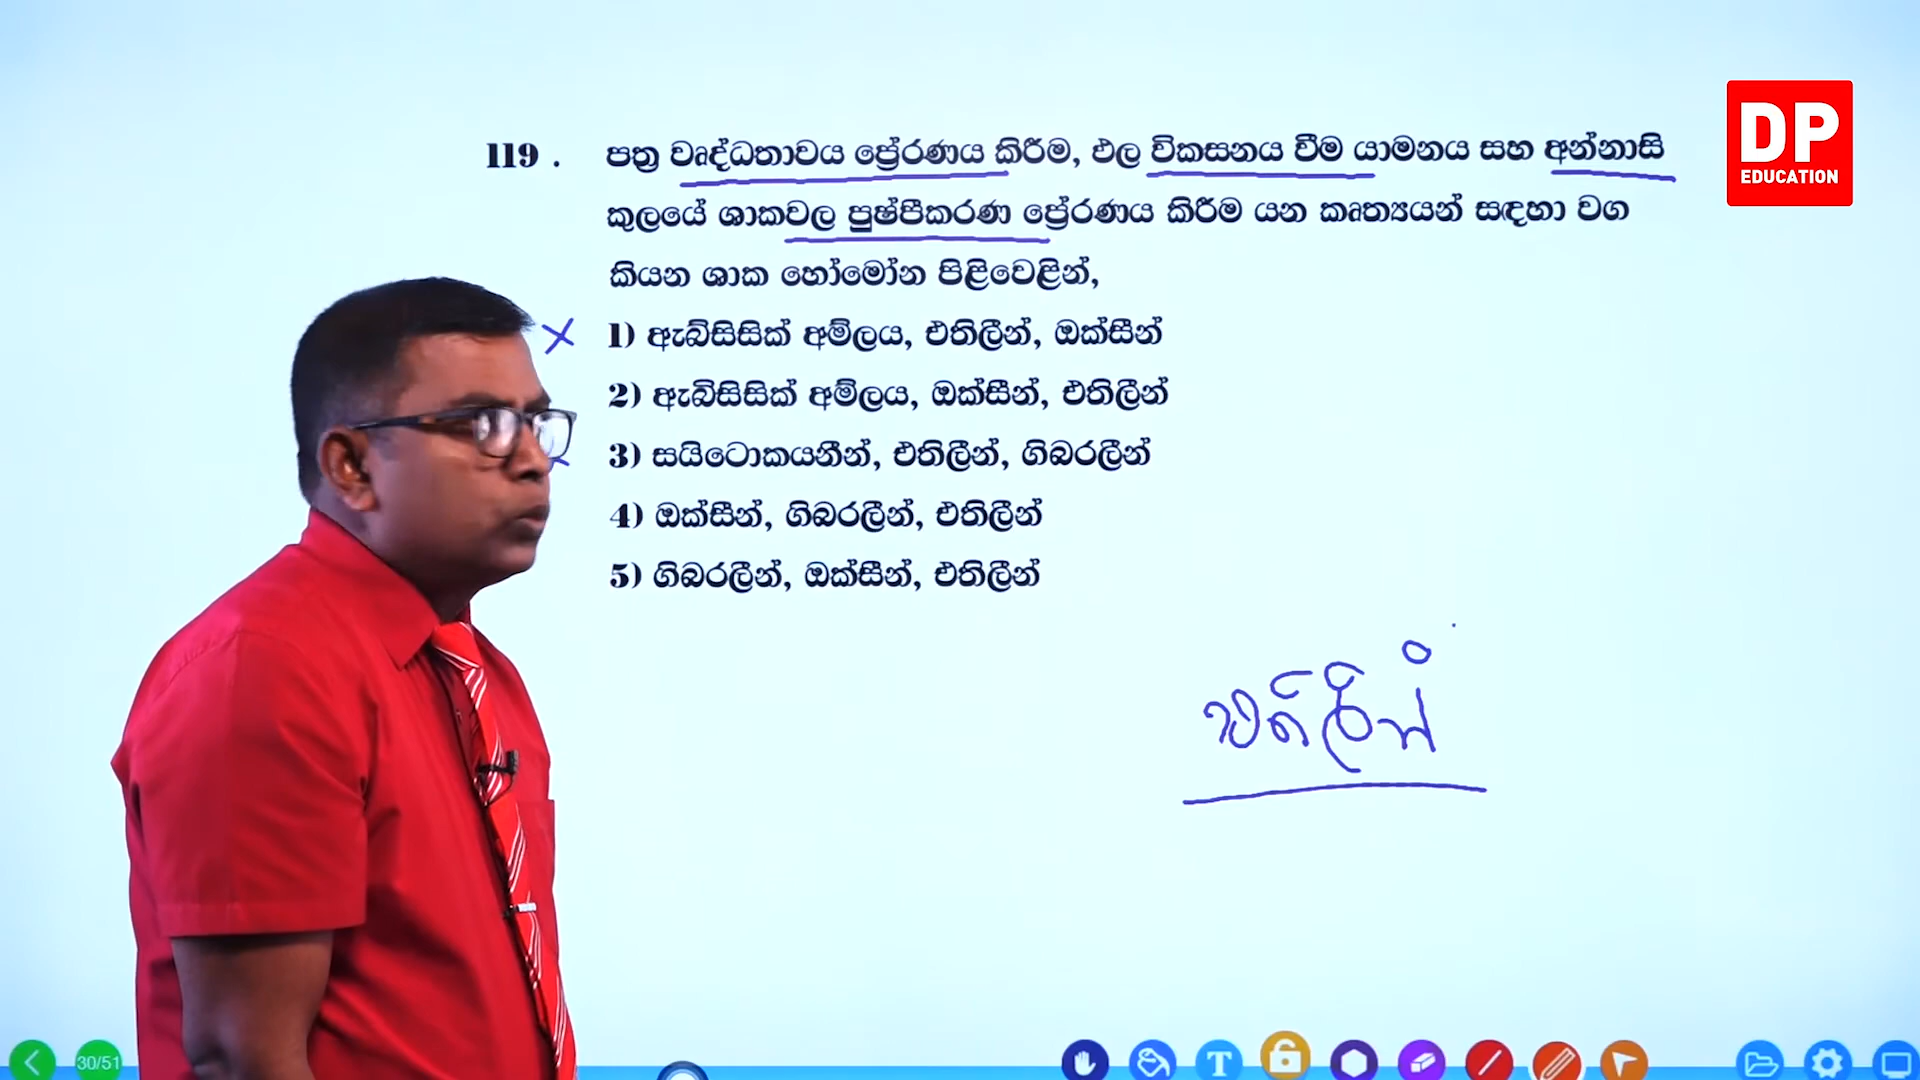 DP
EDUCATION
119 . පත්‍ර වෘද්ධතාවය ප්‍රේරණය කිරීම, ඵල විකසනය වීම යාමනය සහ අන්නාසි
කුලයේ ශාකවල පුෂ්පීකරණ ප්‍රේරණය කිරීම යන කෘත්‍යයන් සඳහා වග
කියන ශාක හෝමෝන පිළිවෙළින්,
1) ඇබ්සිසික් අම්ලය, එතිලීන්, ඔක්සීන්
2) ඇබ්සිසික් අම්ලය, ඔක්සීන්, එතිලීන්
3) සයිටොකයනීන්, එතිලීන්, ගිබරලීන්
4) ඔක්සීන්, ගිබරලීන්, එතිලීන්
5) ගිබරලීන්, ඔක්සීන්, එතිලීන්
එතිලීන්
30/51
T